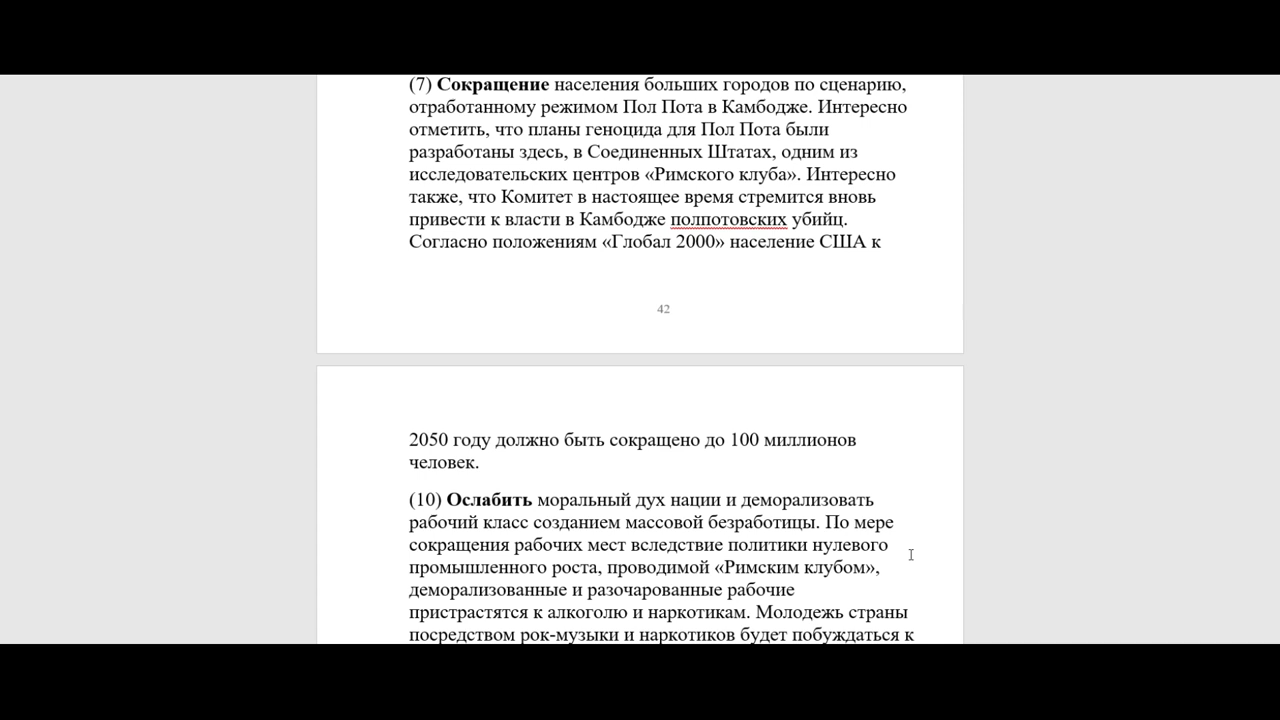 (7) Сокращение населения больших городов по сценарию,
отработанному режимом Пол Пота в Камбодже. Интересно
отметить, что планы геноцида для Пол Пота были
разработаны здесь, в Соединенных Штатах, одним из
исследовательских центров «Римского клуба». Интересно
также, что Комитет в настоящее время стремится вновь
привести к власти в Камбодже полпотовских убийц.
Согласно положениям «Глобал 2000» население США к
42
2050 году должно быть сокращено до 100 миллионов
человек.
(10) Ослабить моральный дух нации и деморализовать
рабочий класс созданием массовой безработицы. По мере
сокращения рабочих мест вследствие политики нулевого
промышленного роста, проводимой «Римским клубом»,
деморализованные и разочарованные рабочие
пристрастятся к алкоголю и наркотикам. Молодежь страны
посредством рок-музыки и наркотиков будет побуждаться к